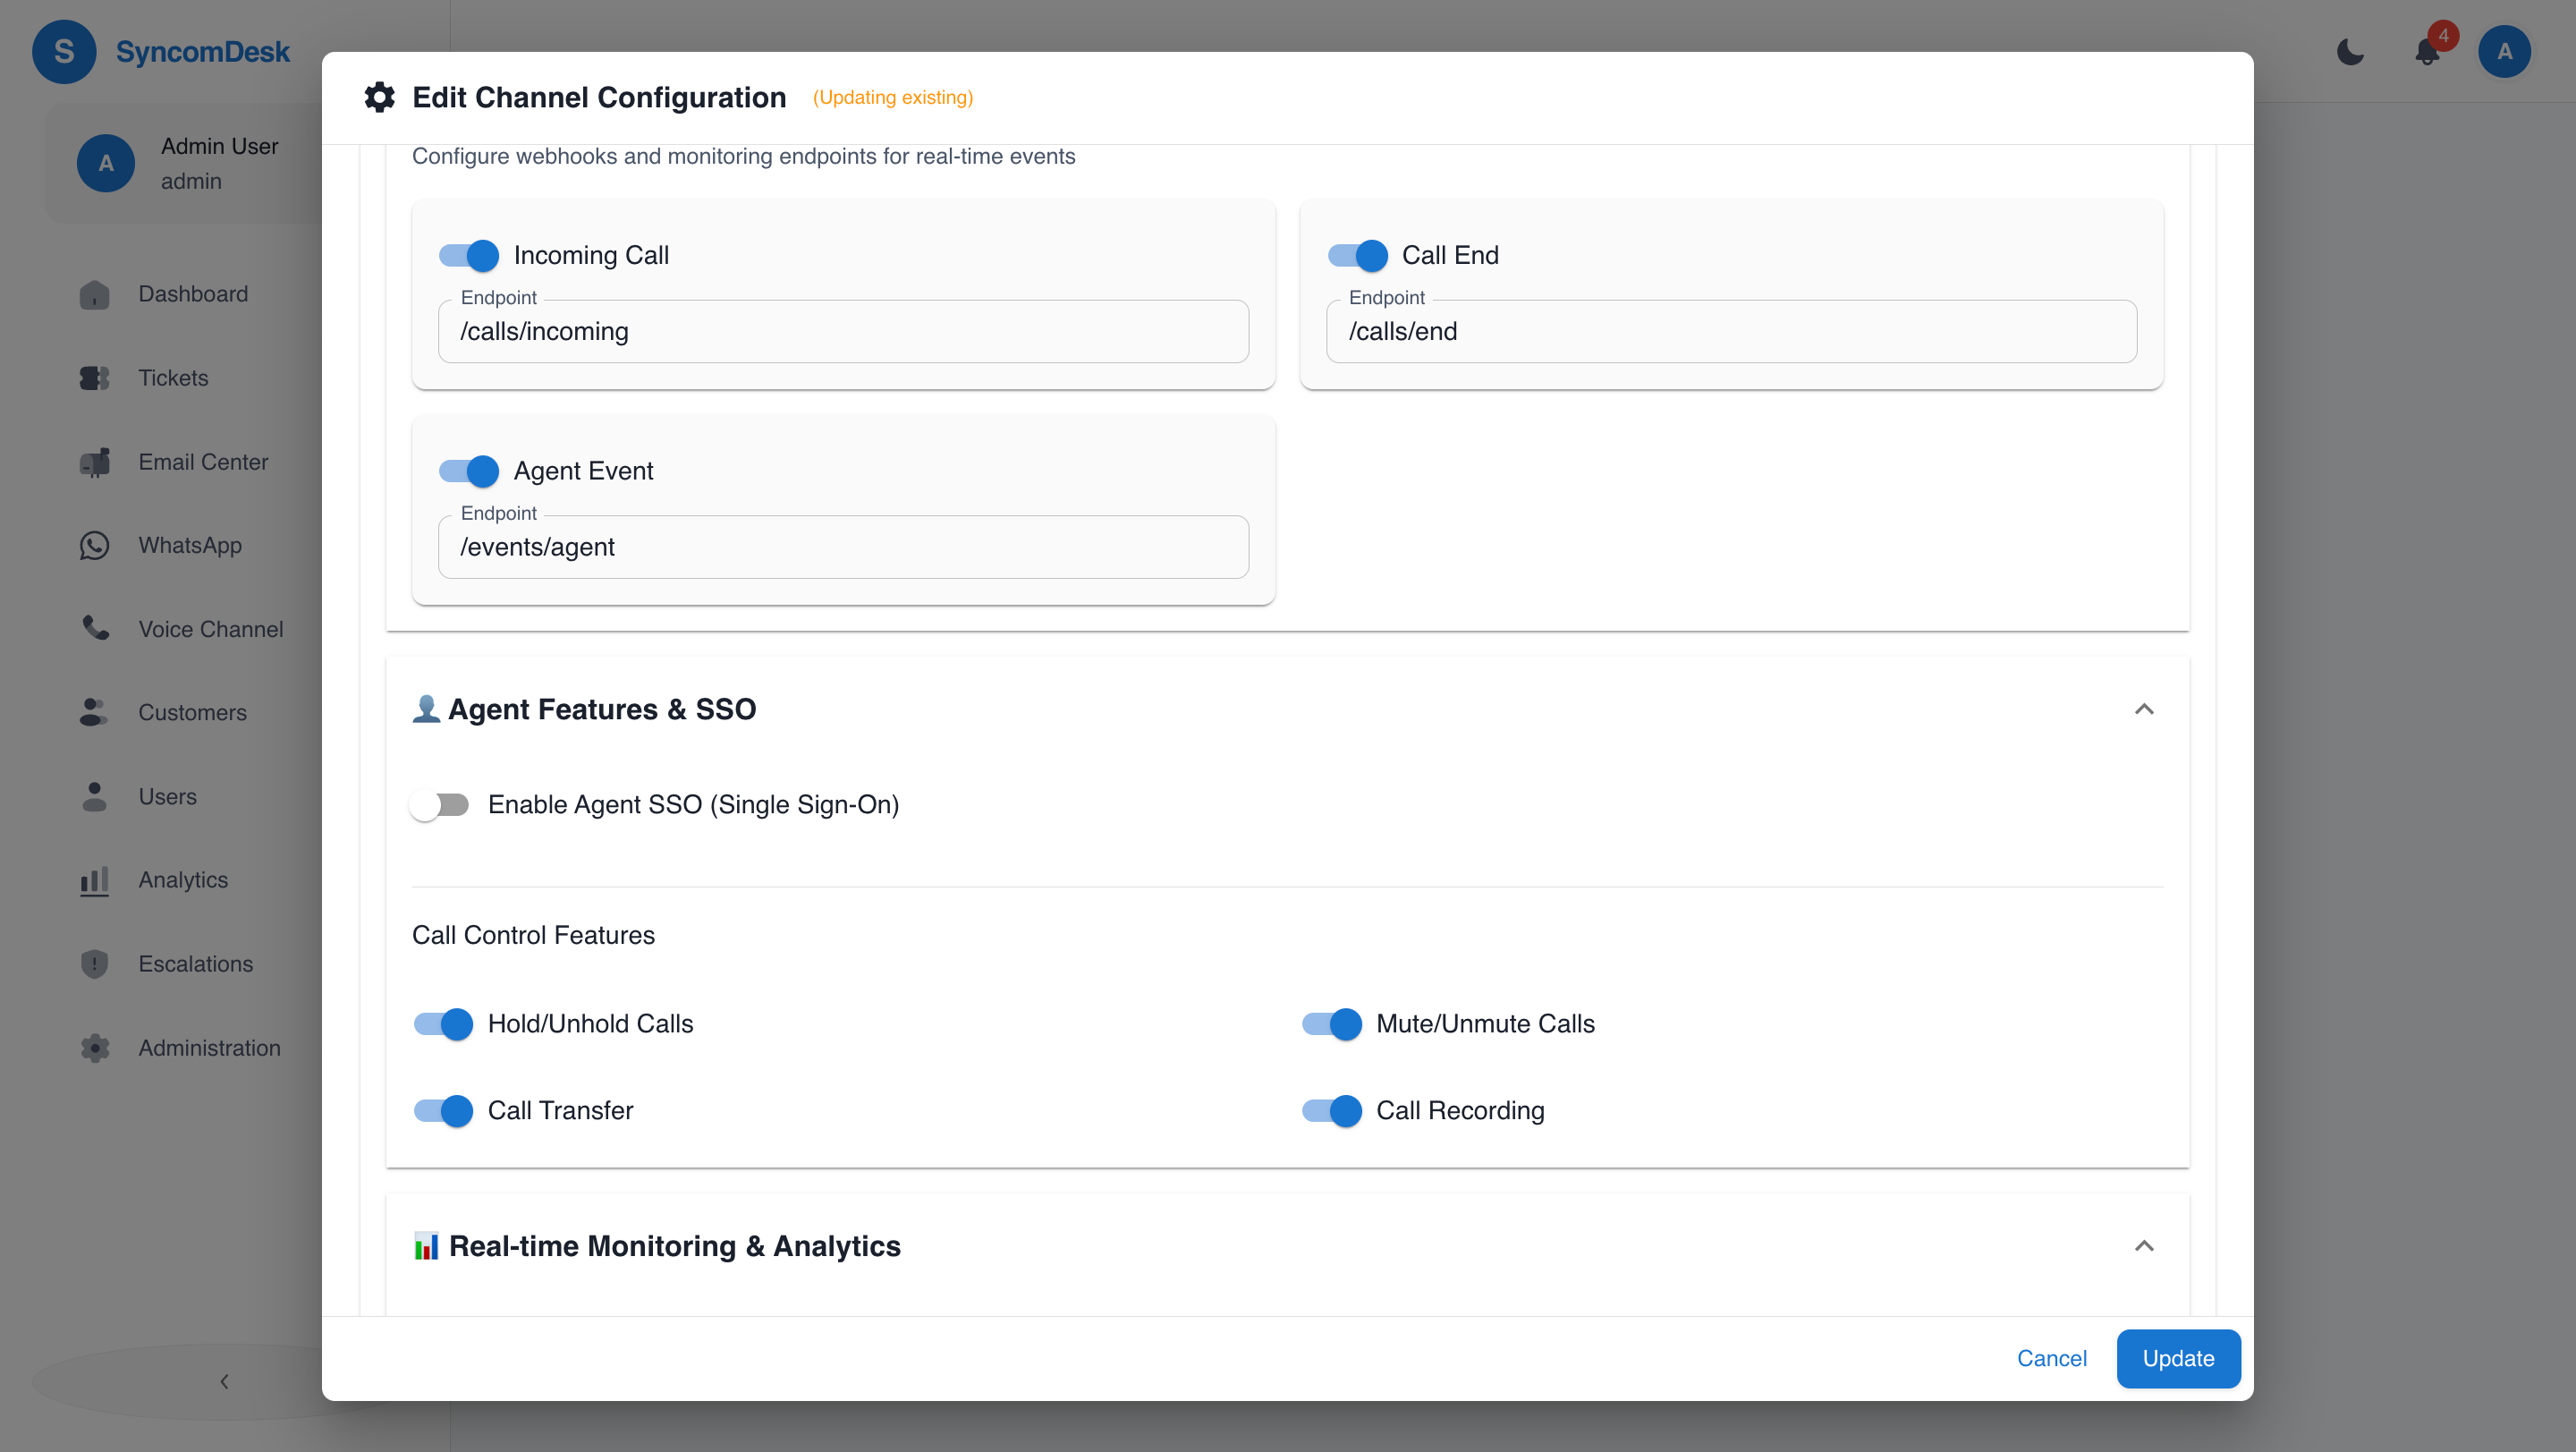 S SyncomDesk
4
A
A
Admin User
admin
Dashboard
Tickets
Email Center
WhatsApp
Voice Channel
Customers
Users
Analytics
Escalations
Administration
Edit Channel Configuration (Updating existing)
Configure webhooks and monitoring endpoints for real-time events
Incoming Call
Endpoint
/calls/incoming
Call End
Endpoint
/calls/end
Agent Event
Endpoint
/events/agent
Agent Features & SSO
Enable Agent SSO (Single Sign-On)
Call Control Features
Hold/Unhold Calls
Mute/Unmute Calls
Call Transfer
Call Recording
Real-time Monitoring & Analytics
Cancel
Update